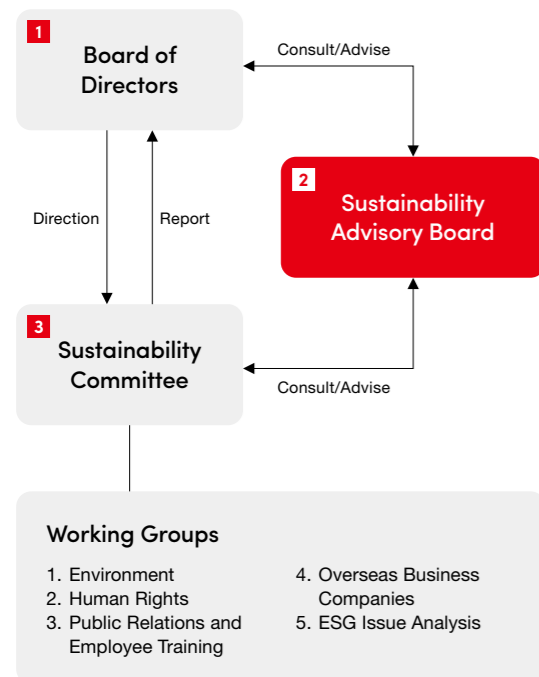 1
Board of
Directors
Consult/Advise
2
Sustainability
Advisory Board
Direction
Report
3
Sustainability
Committee
Consult/Advise
Working Groups
1. Environment
2. Human Rights
3. Public Relations and
Employee Training
4. Overseas Business
Companies
5. ESG Issue Analysis